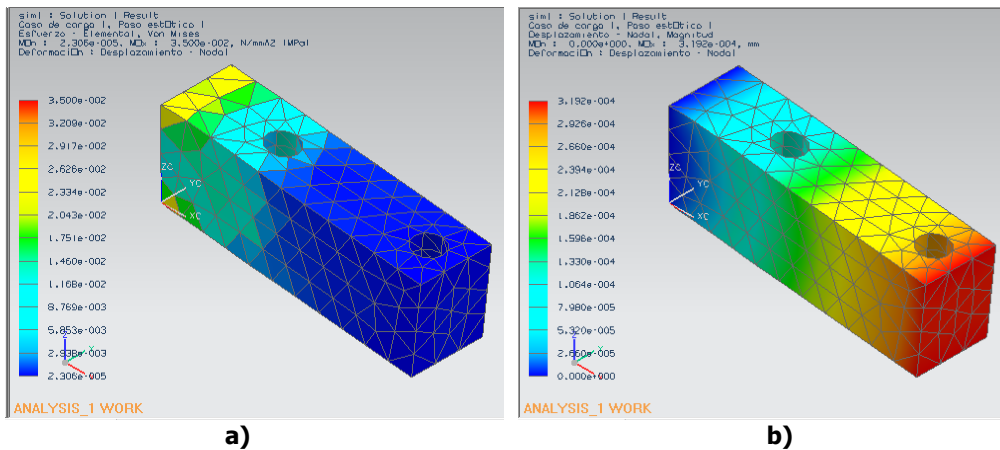 sim1 : Solution 1 Result
Caso de carga 1, Paso est□tico 1
Esfuerzo - Elemental, Von Mises
M□n : 2.306e-005, M□x : 3.500e-002, N/mm^2 (MPa)
Deformaci□n : Desplazamiento - Nodal
3.500e-002
3.209e-002
2.917e-002
2.626e-002
2.334e-002
2.043e-002
1.751e-002
1.460e-002
1.168e-002
8.769e-003
5.853e-003
2.938e-003
2.306e-005
ZC
YC
XC
Z
Y
X
ANALYSIS_1 WORK
a)
sim1 : Solution 1 Result
Caso de carga 1, Paso est□tico 1
Desplazamiento - Nodal, Magnitud
M□n : 0.000e+000, M□x : 3.192e-004, mm
Deformaci□n : Desplazamiento - Nodal
3.192e-004
2.926e-004
2.660e-004
2.394e-004
2.128e-004
1.862e-004
1.596e-004
1.330e-004
1.064e-004
7.980e-005
5.320e-005
2.660e-005
0.000e+000
ZC
YC
XC
Z
Y
X
ANALYSIS_1 WORK
b)